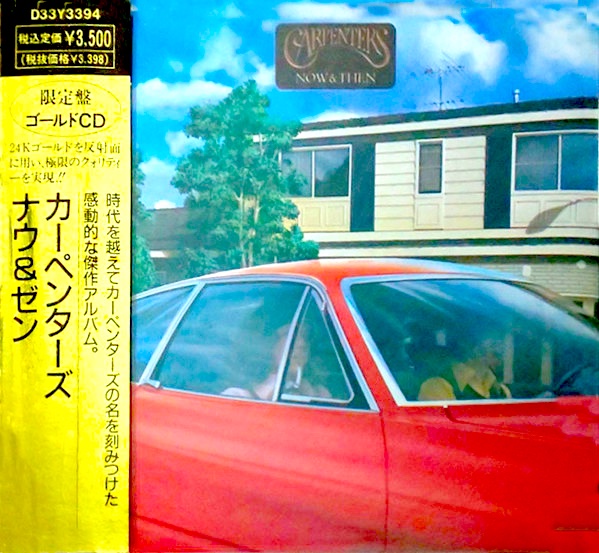 D33Y3394
税込定価 ¥3,500
(税抜価格¥3,398)
限定盤
ゴールドCD
24Kゴールドを反射面
に用い、極限のクォリティ
ーを実現!!
時代を越えてカーペンターズの名を刻みつけた
感動的な傑作アルバム。
カーペンターズ
ナウ&ゼン
CARPENTERS
NOW & THEN